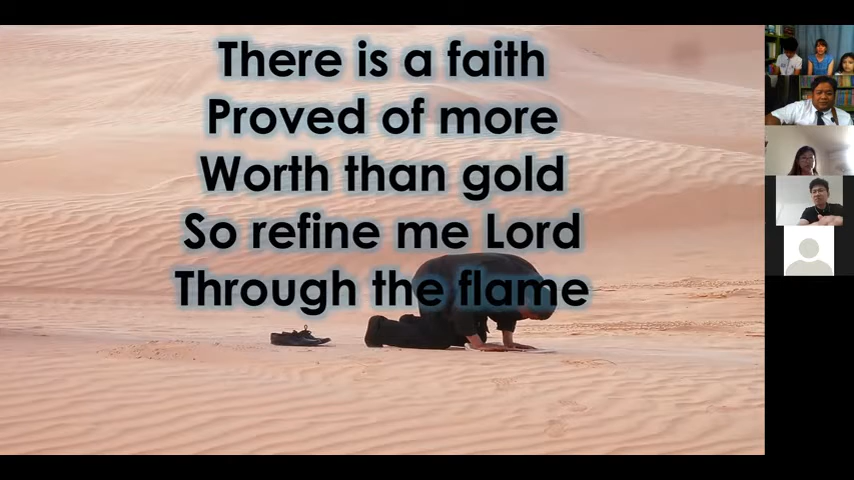 There is a faith
Proved of more
Worth than gold
So refine me Lord
Through the flame